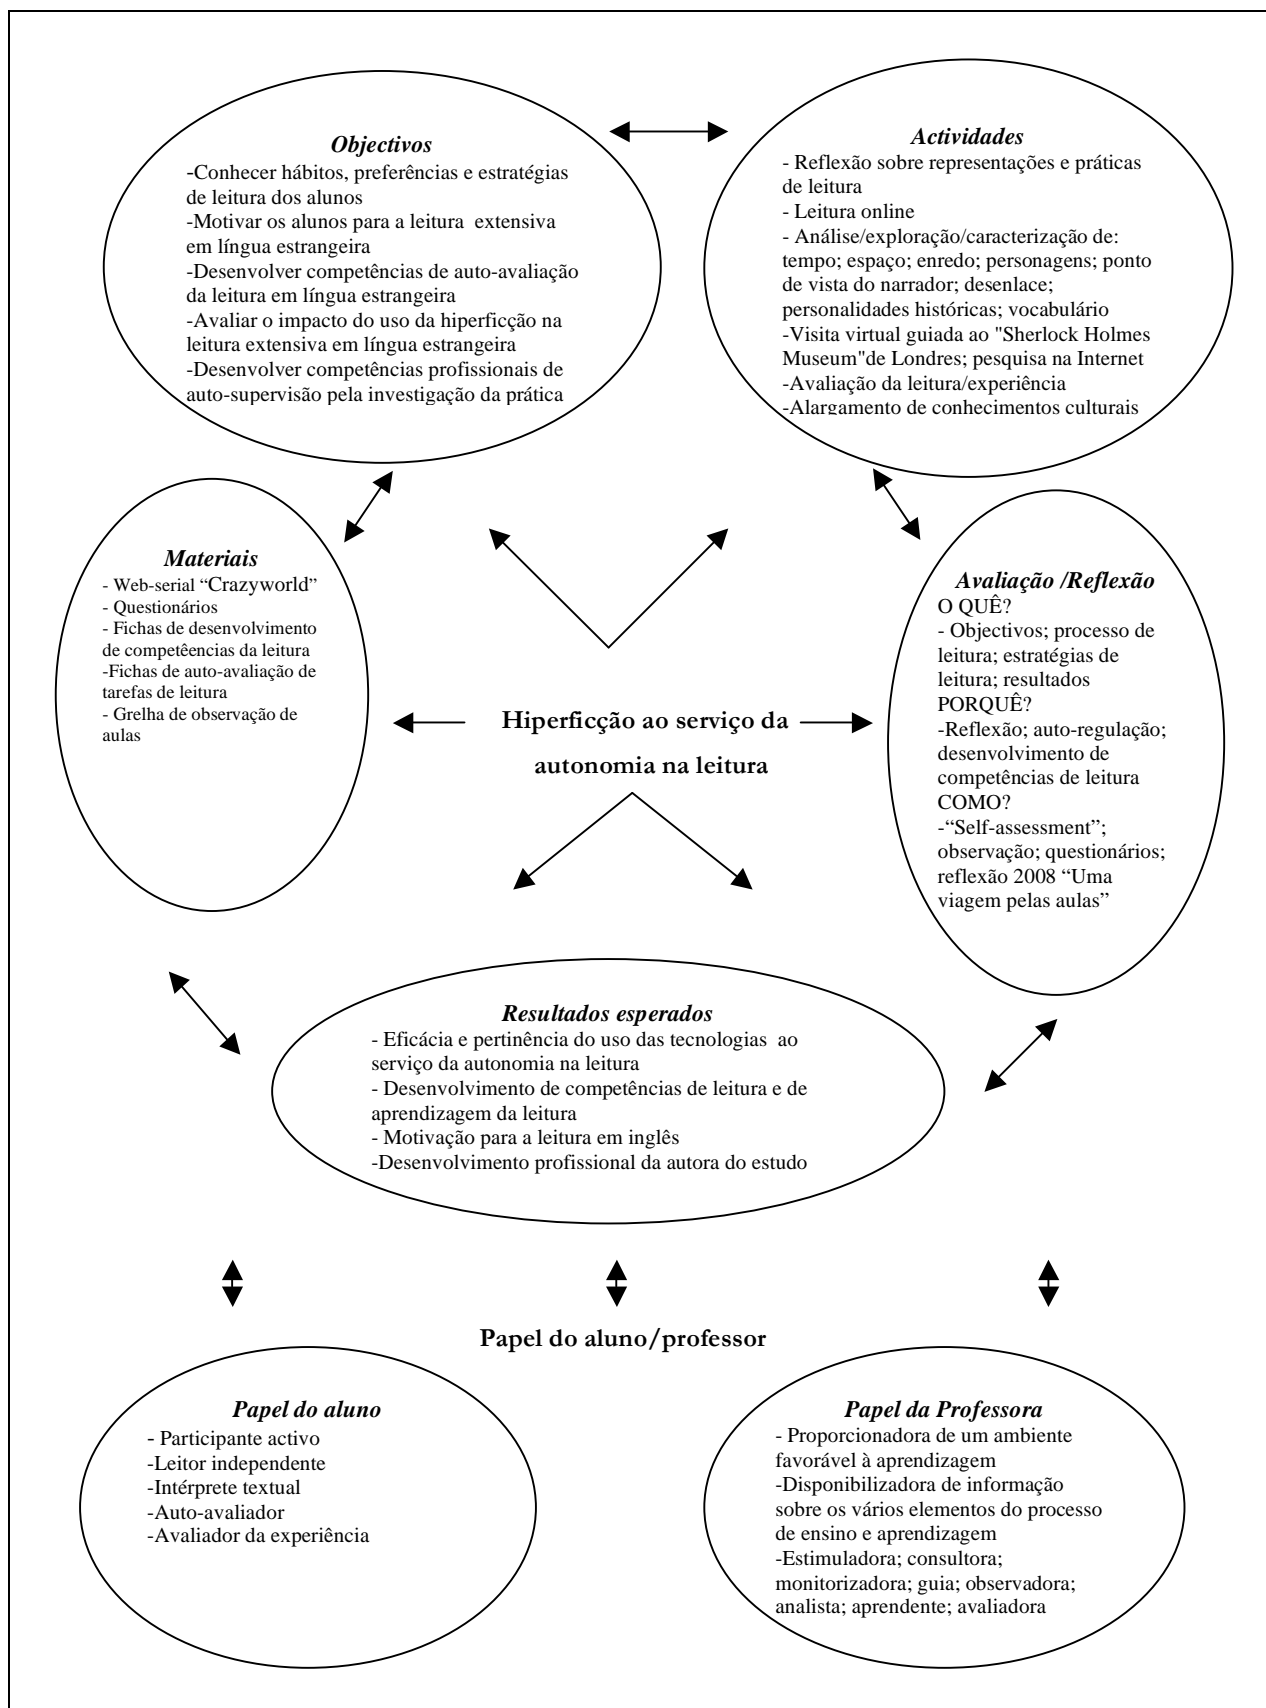 Objectivos
-Conhecer hábitos, preferências e estratégias
de leitura dos alunos
-Motivar os alunos para a leitura extensiva
em língua estrangeira
-Desenvolver competências de auto-avaliação
da leitura em língua estrangeira
-Avaliar o impacto do uso da hiperficção na
leitura extensiva em língua estrangeira
-Desenvolver competências profissionais de
auto-supervisão pela investigação da prática
Actividades
- Reflexão sobre representações e práticas
de leitura
- Leitura online
- Análise/exploração/caracterização de:
tempo; espaço; enredo; personagens; ponto
de vista do narrador; desenlace;
personalidades históricas; vocabulário
-Visita virtual guiada ao "Sherlock Holmes
Museum"de Londres; pesquisa na Internet
-Avaliação da leitura/experiência
-Alargamento de conhecimentos culturais
Materiais
- Web-serial “Crazyworld”
- Questionários
- Fichas de desenvolvimento
de competêencias da leitura
-Fichas de auto-avaliação de
tarefas de leitura
- Grelha de observação de
aulas
Avaliação /Reflexão
O QUÊ?
- Objectivos; processo de
leitura; estratégias de
leitura; resultados
PORQUÊ?
-Reflexão; auto-regulação;
desenvolvimento de
competências de leitura
COMO?
-“Self-assessment”;
observação; questionários;
reflexão 2008 “Uma
viagem pelas aulas”
Hiperficção ao serviço da
autonomia na leitura
Resultados esperados
- Eficácia e pertinência do uso das tecnologias ao
serviço da autonomia na leitura
- Desenvolvimento de competências de leitura e de
aprendizagem da leitura
- Motivação para a leitura em inglês
-Desenvolvimento profissional da autora do estudo
Papel do aluno/professor
Papel do aluno
- Participante activo
-Leitor independente
-Intérprete textual
-Auto-avaliador
-Avaliador da experiência
Papel da Professora
- Proporcionadora de um ambiente
favorável à aprendizagem
-Disponibilizadora de informação
sobre os vários elementos do processo
de ensino e aprendizagem
-Estimuladora; consultora;
monitorizadora; guia; observadora;
analista; aprendente; avaliadora